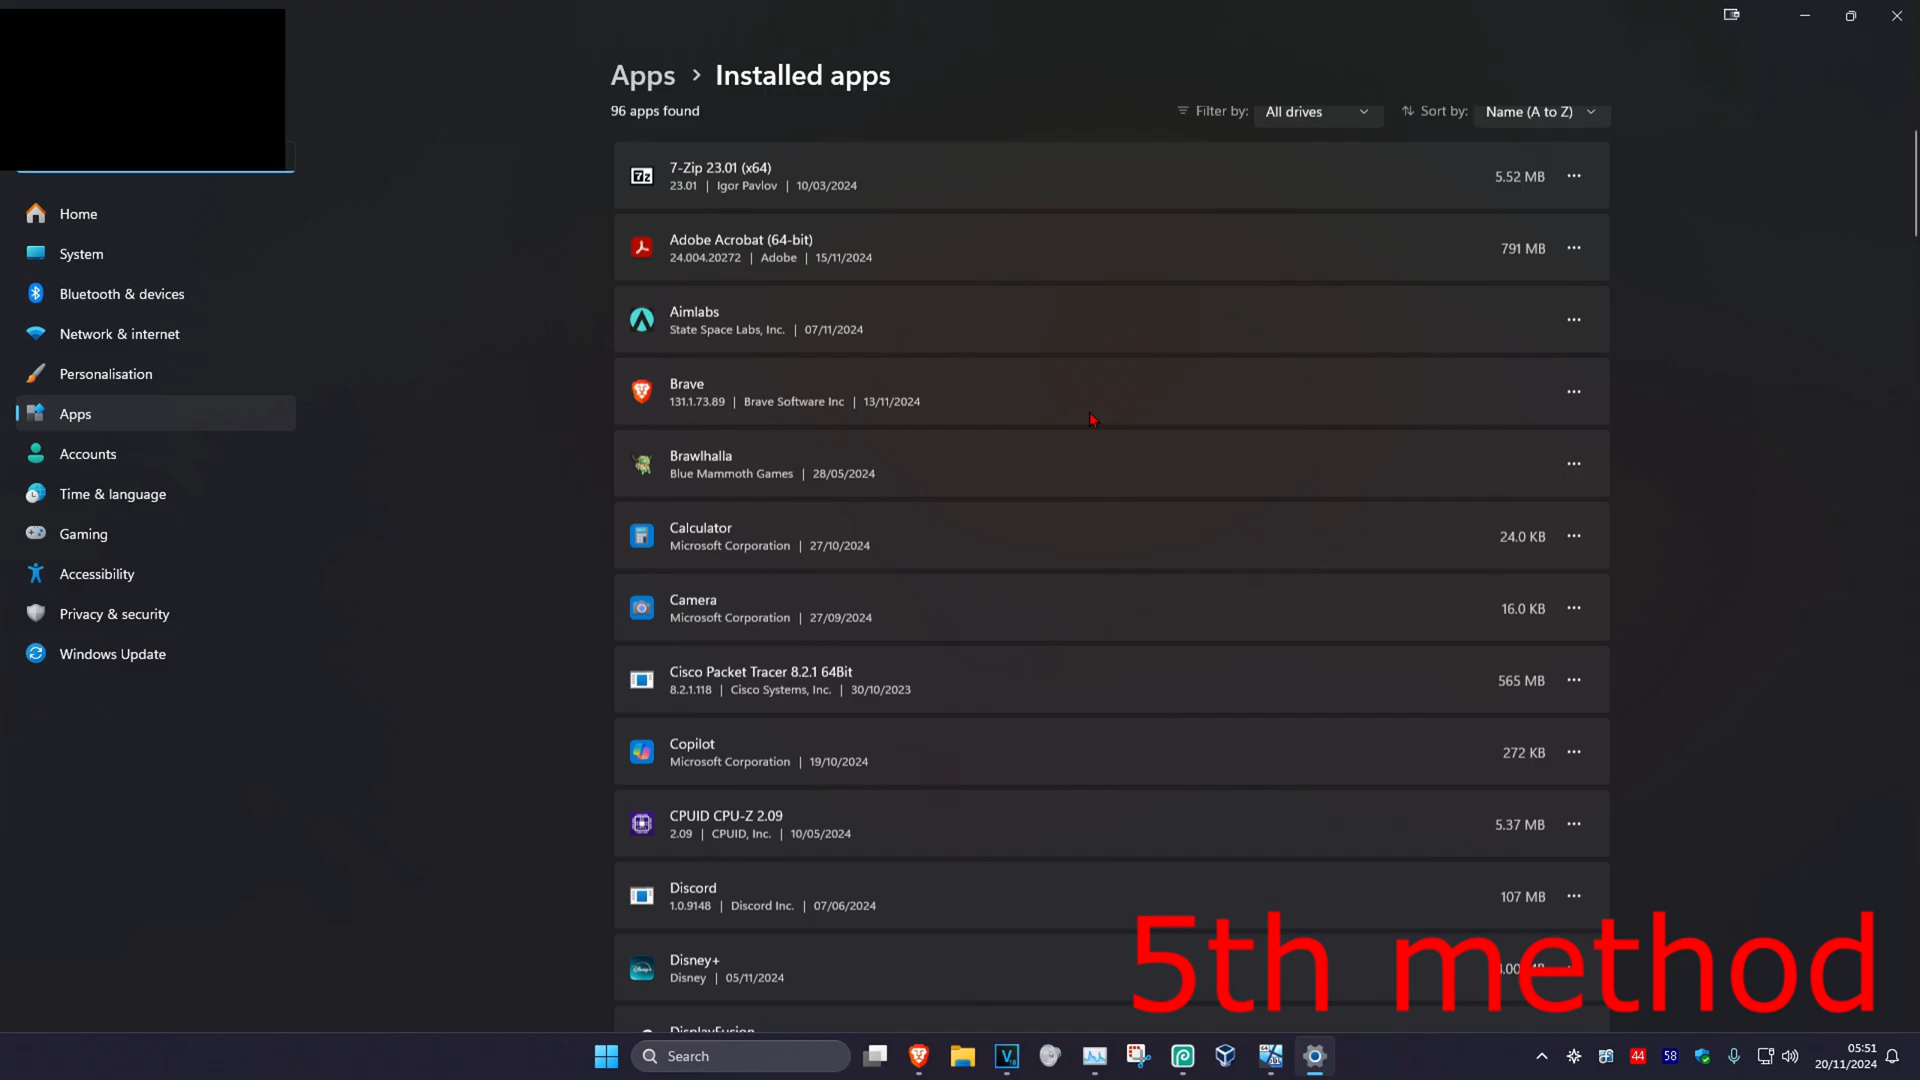 Apps > Installed apps
96 apps found
Filter by: All drives
Sort by: Name (A to Z)
Home
System
Bluetooth & devices
Network & internet
Personalisation
Apps
Accounts
Time & language
Gaming
Accessibility
Privacy & security
Windows Update
7-Zip 23.01 (x64)
23.01 | Igor Pavlov | 10/03/2024
5.52 MB
Adobe Acrobat (64-bit)
24.004.20272 | Adobe | 15/11/2024
791 MB
Aimlabs
State Space Labs, Inc. | 07/11/2024
Brave
131.1.73.89 | Brave Software Inc | 13/11/2024
Brawlhalla
Blue Mammoth Games | 28/05/2024
Calculator
Microsoft Corporation | 27/10/2024
24.0 KB
Camera
Microsoft Corporation | 27/09/2024
16.0 KB
Cisco Packet Tracer 8.2.1 64Bit
8.2.1.118 | Cisco Systems, Inc. | 30/10/2023
565 MB
Copilot
Microsoft Corporation | 19/10/2024
272 KB
CPUID CPU-Z 2.09
2.09 | CPUID, Inc. | 10/05/2024
5.37 MB
Discord
1.0.9148 | Discord Inc. | 07/06/2024
107 MB
Disney+
Disney | 05/11/2024
DisplayFusion
5th method
Search
44
58
05:51
20/11/2024